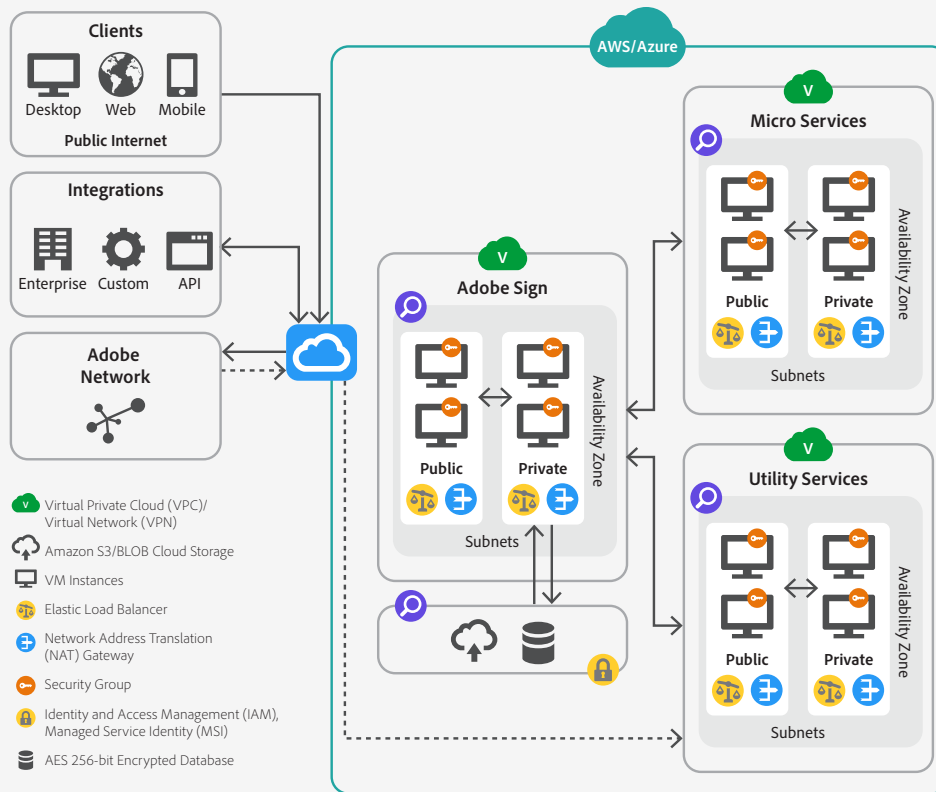 Clients
Desktop
Web
Mobile
Public Internet
Integrations
Enterprise
Custom
API
Adobe
Network
V
Virtual Private Cloud (VPC)/
Virtual Network (VPN)
Amazon S3/BLOB Cloud Storage
VM Instances
Elastic Load Balancer
Network Address Translation
(NAT) Gateway
Security Group
Identity and Access Management (IAM),
Managed Service Identity (MSI)
AES 256-bit Encrypted Database
AWS/Azure
V
Adobe Sign
Public
Private
Availability Zone
Subnets
V
Micro Services
Public
Private
Availability Zone
Subnets
V
Utility Services
Public
Private
Availability Zone
Subnets